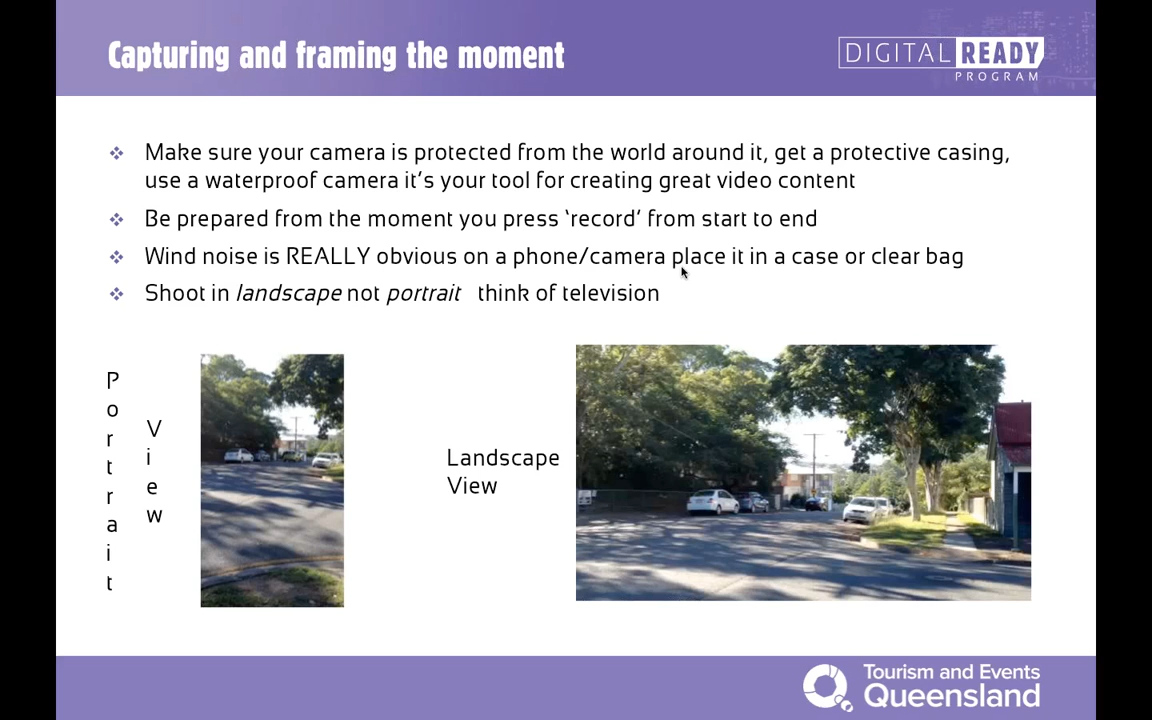 Capturing and framing the moment
DIGITAL READY
PROGRAM
Make sure your camera is protected from the world around it, get a protective casing,
use a waterproof camera it's your tool for creating great video content
Be prepared from the moment you press ‘record’ from start to end
Wind noise is REALLY obvious on a phone/camera place it in a case or clear bag
Shoot in landscape not portrait think of television
Portrait
View
Landscape
View
Tourism and Events
Queensland